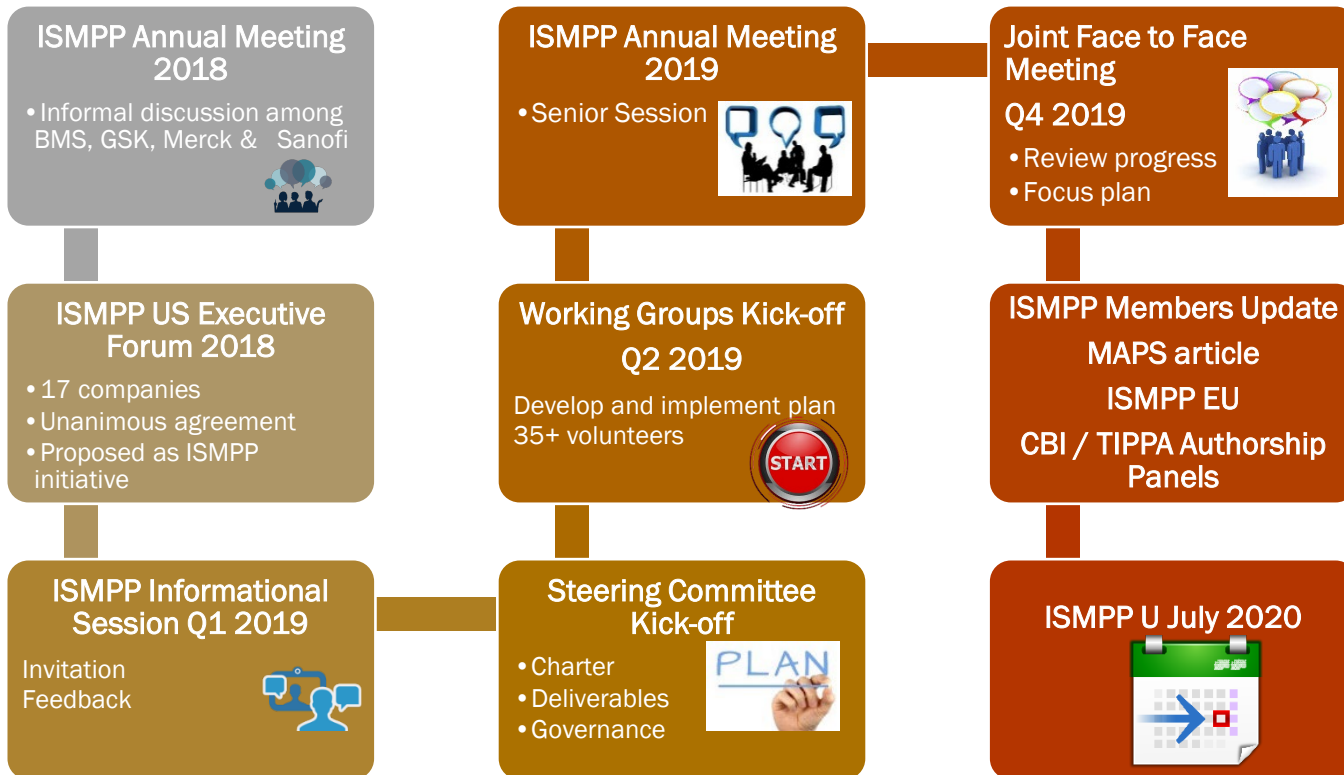 ISMPP Annual Meeting
2018
• Informal discussion among
BMS, GSK, Merck & Sanofi
ISMPP US Executive
Forum 2018
• 17 companies
• Unanimous agreement
• Proposed as ISMPP
initiative
ISMPP Informational
Session Q1 2019
Invitation
Feedback
Steering Committee
Kick-off
• Charter
• Deliverables
• Governance
PLAN
Working Groups Kick-off
Q2 2019
Develop and implement plan
35+ volunteers
START
ISMPP Annual Meeting
2019
• Senior Session
Joint Face to Face
Meeting
Q4 2019
• Review progress
• Focus plan
ISMPP Members Update
MAPS article
ISMPP EU
CBI / TIPPA Authorship
Panels
ISMPP U July 2020